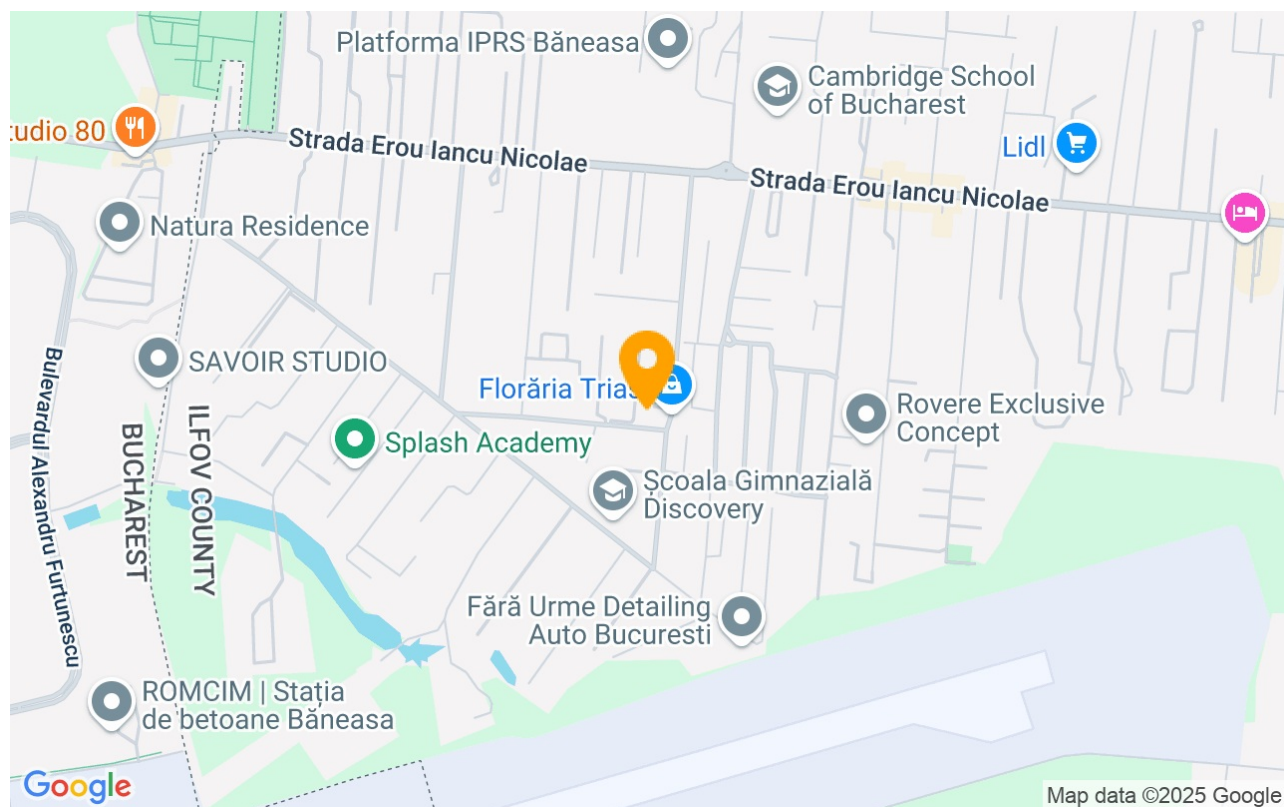 Platforma IPRS Băneasa
Cambridge School
of Bucharest
tudio 80
Strada Erou Iancu Nicolae
Lidl
Strada Erou Iancu Nicolae
Natura Residence
SAVOIR STUDIO
Florăria Trias
Rovere Exclusive
Concept
Splash Academy
Bulevardul Alexandru Furtunescu
BUCHAREST
ILFOV COUNTY
Școala Gimnazială
Discovery
Fără Urme Detailing
Auto Bucuresti
ROMCIM | Stația
de betoane Băneasa
Google
Map data ©2025 Google